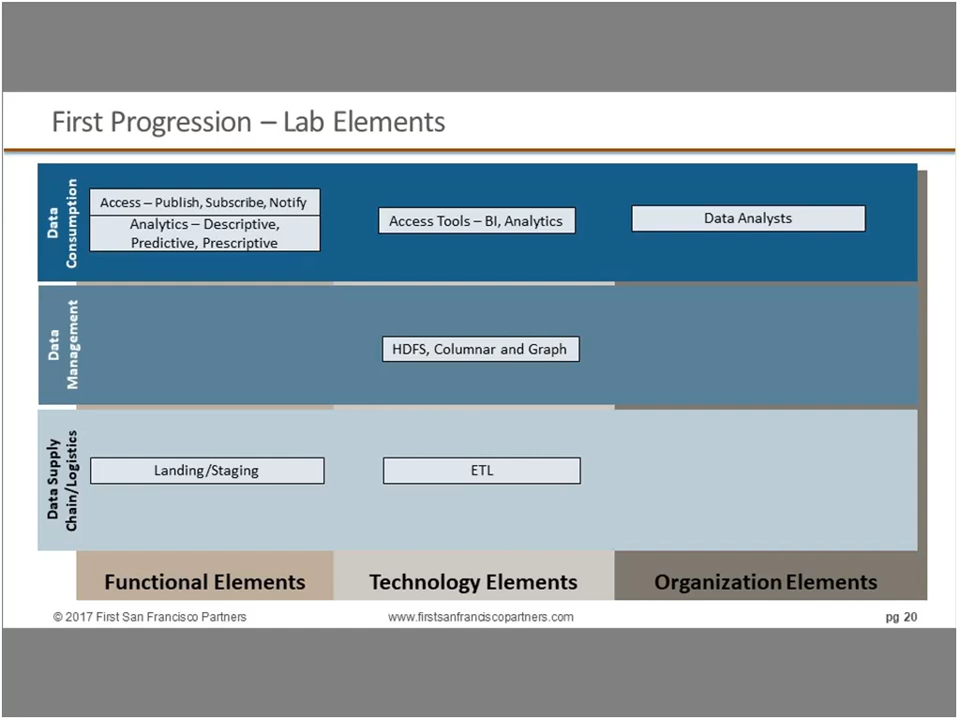 First Progression – Lab Elements
Data
Consumption
Access – Publish, Subscribe, Notify
Analytics – Descriptive,
Predictive, Prescriptive
Access Tools – BI, Analytics
Data Analysts
Data
Management
HDFS, Columnar and Graph
Data Supply
Chain/Logistics
Landing/Staging
ETL
Functional Elements
Technology Elements
Organization Elements
© 2017 First San Francisco Partners
www.firstsanfranciscopartners.com
pg 20